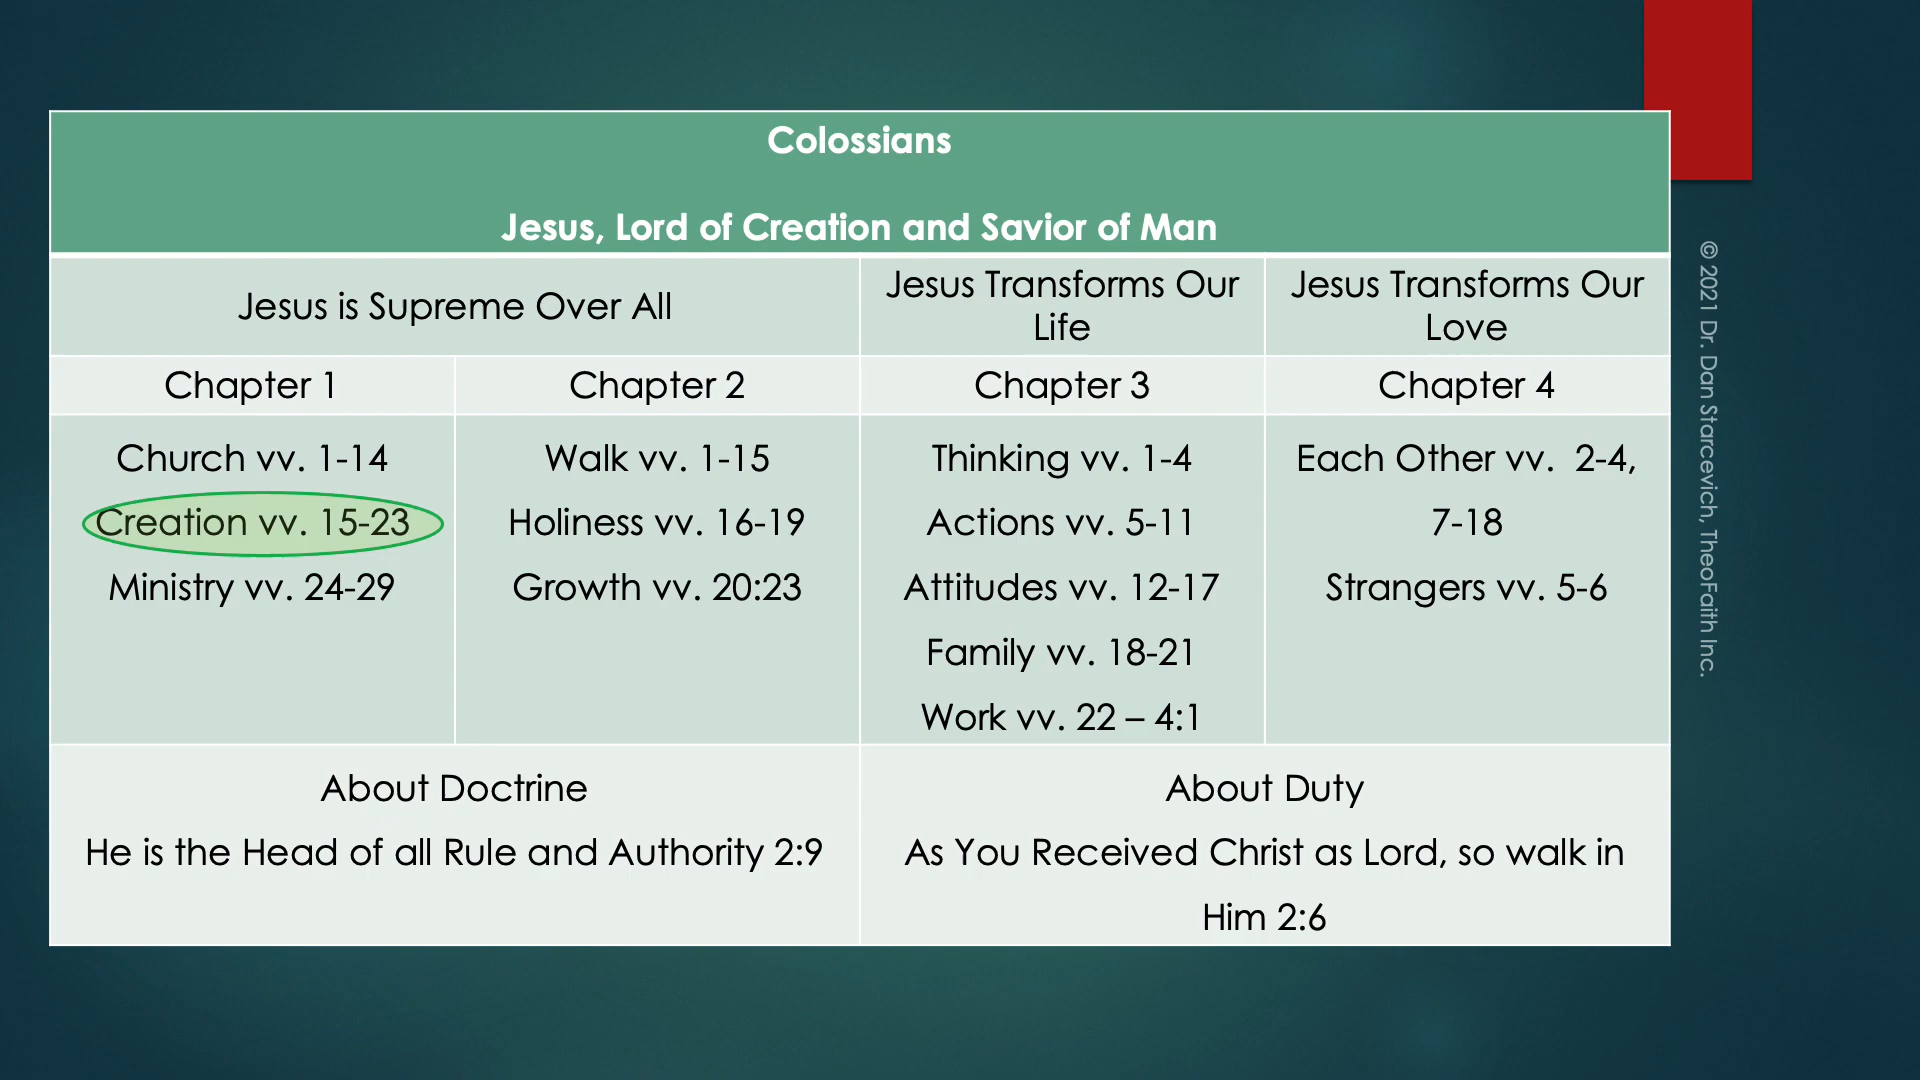 Colossians
Jesus, Lord of Creation and Savior of Man
Jesus is Supreme Over All
Jesus Transforms Our
Life
Jesus Transforms Our
Love
Chapter 1
Chapter 2
Chapter 3
Chapter 4
Church vv. 1-14
Creation vv. 15-23
Ministry vv. 24-29
Walk vv. 1-15
Holiness vv. 16-19
Growth vv. 20:23
Thinking vv. 1-4
Actions vv. 5-11
Attitudes vv. 12-17
Family vv. 18-21
Work vv. 22 – 4:1
Each Other vv.  2-4,
7-18
Strangers vv. 5-6
About Doctrine
He is the Head of all Rule and Authority 2:9
About Duty
As You Received Christ as Lord, so walk in
Him 2:6
© 2021 Dr. Dan Starcevich, TheoFaith Inc.